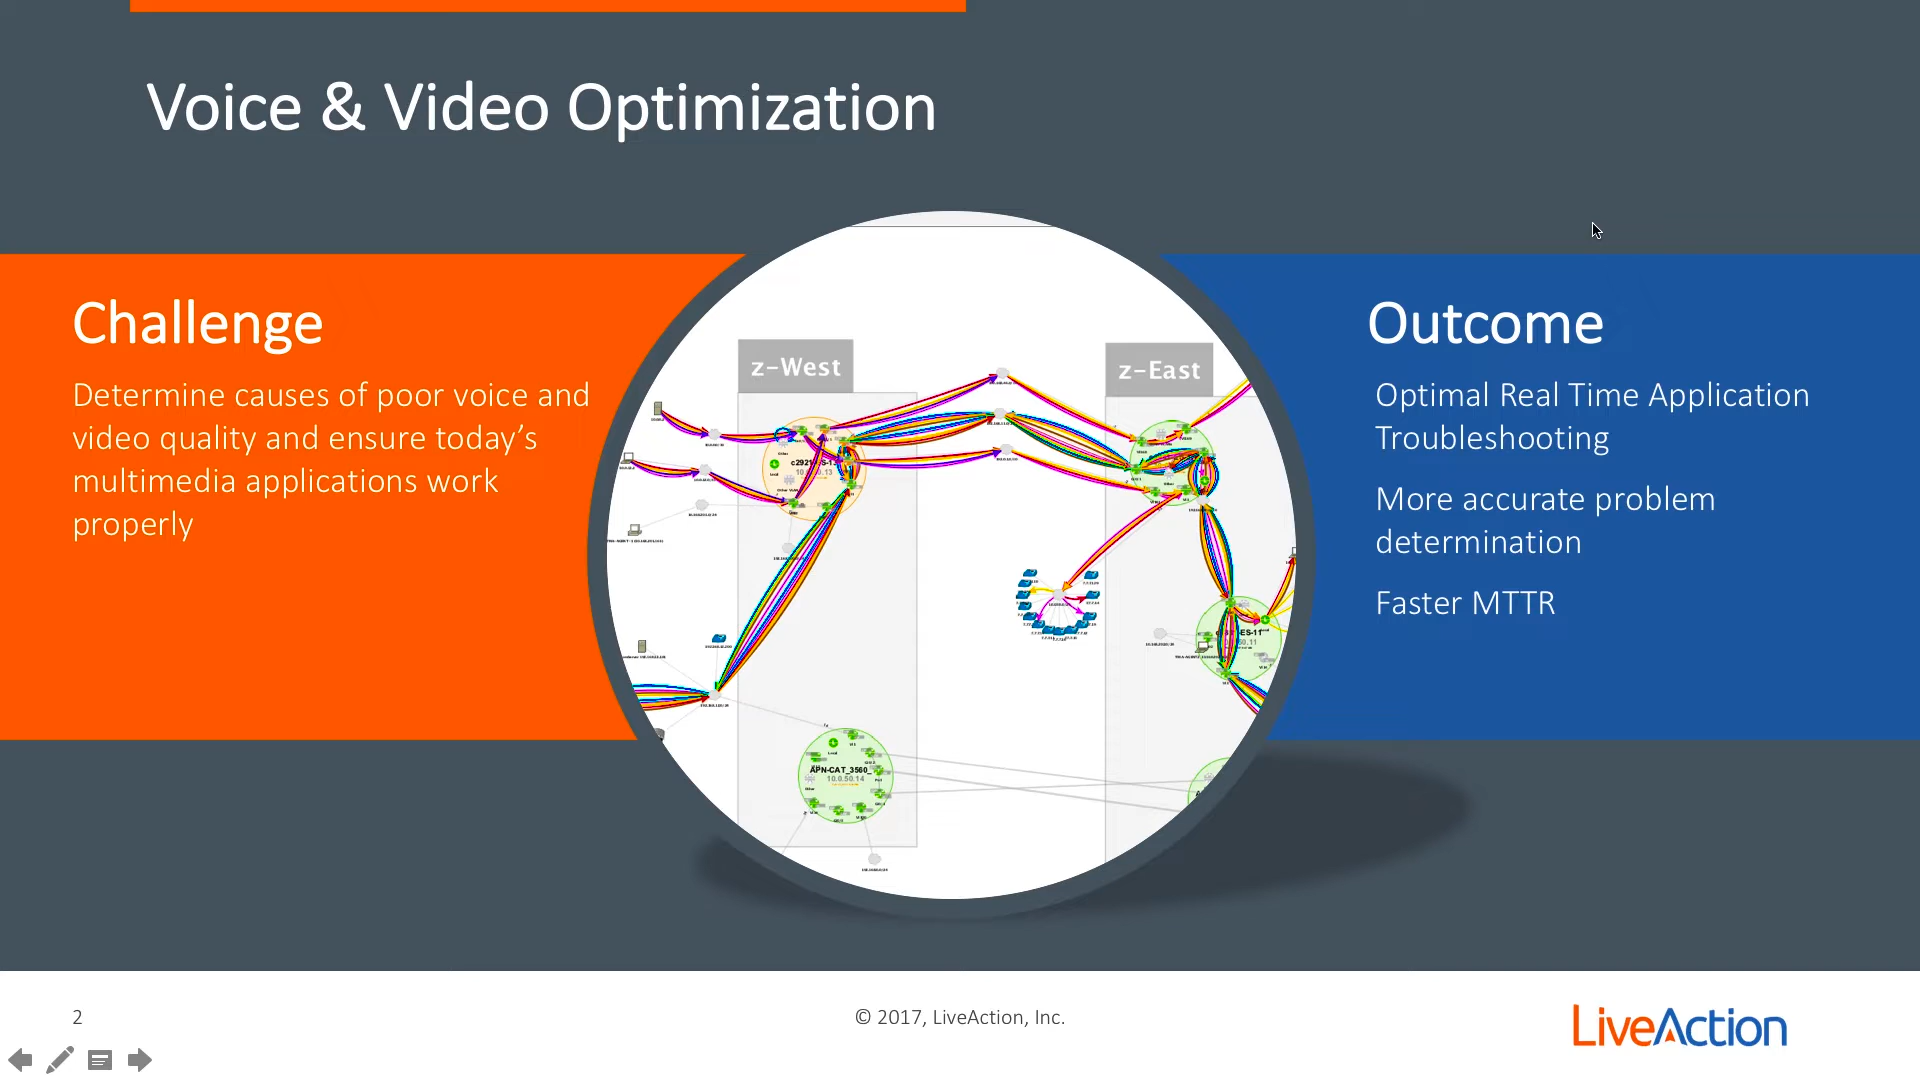 Voice & Video Optimization
Challenge
Determine causes of poor voice and
video quality and ensure today’s
multimedia applications work
properly
z-West
z-East
APN-CAT_3560_
10.0.50.14
Outcome
Optimal Real Time Application
Troubleshooting
More accurate problem
determination
Faster MTTR
2
© 2017, LiveAction, Inc.
LiveAction